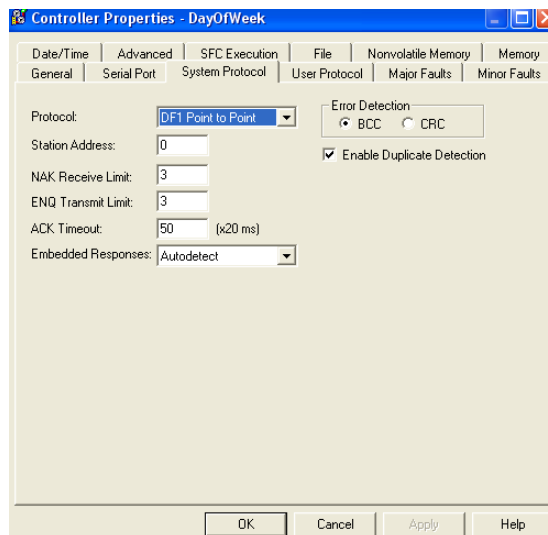 Controller Properties - DayOfWeek
Date/Time Advanced SFC Execution File Nonvolatile Memory Memory
General Serial Port System Protocol User Protocol Major Faults Minor Faults
Protocol: DF1 Point to Point
Error Detection
BCC CRC
Station Address: 0
Enable Duplicate Detection
NAK Receive Limit: 3
ENQ Transmit Limit: 3
ACK Timeout: 50 (x20 ms)
Embedded Responses: Autodetect
OK Cancel Apply Help